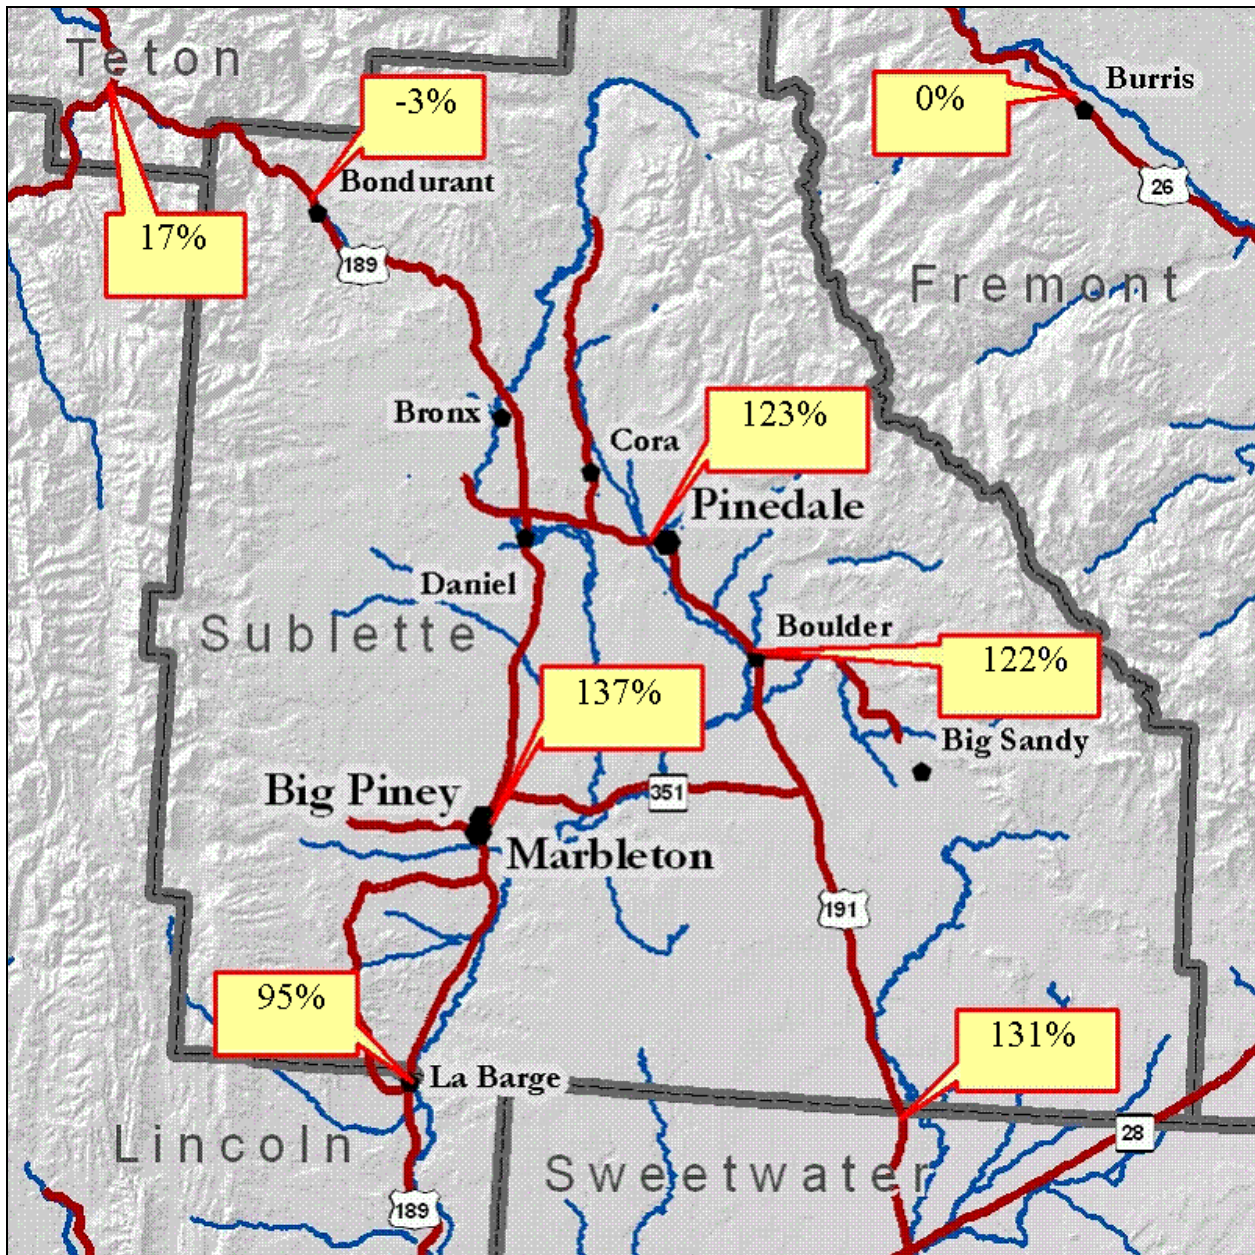 Teton
-3%
0%
Burris
Bondurant
26
17%
189
Fremont
Bronx
123%
Cora
Pinedale
Daniel
Sublette
Boulder
122%
137%
Big Sandy
Big Piney
351
Marbleton
191
95%
131%
La Barge
Lincoln
28
Sweetwater
189